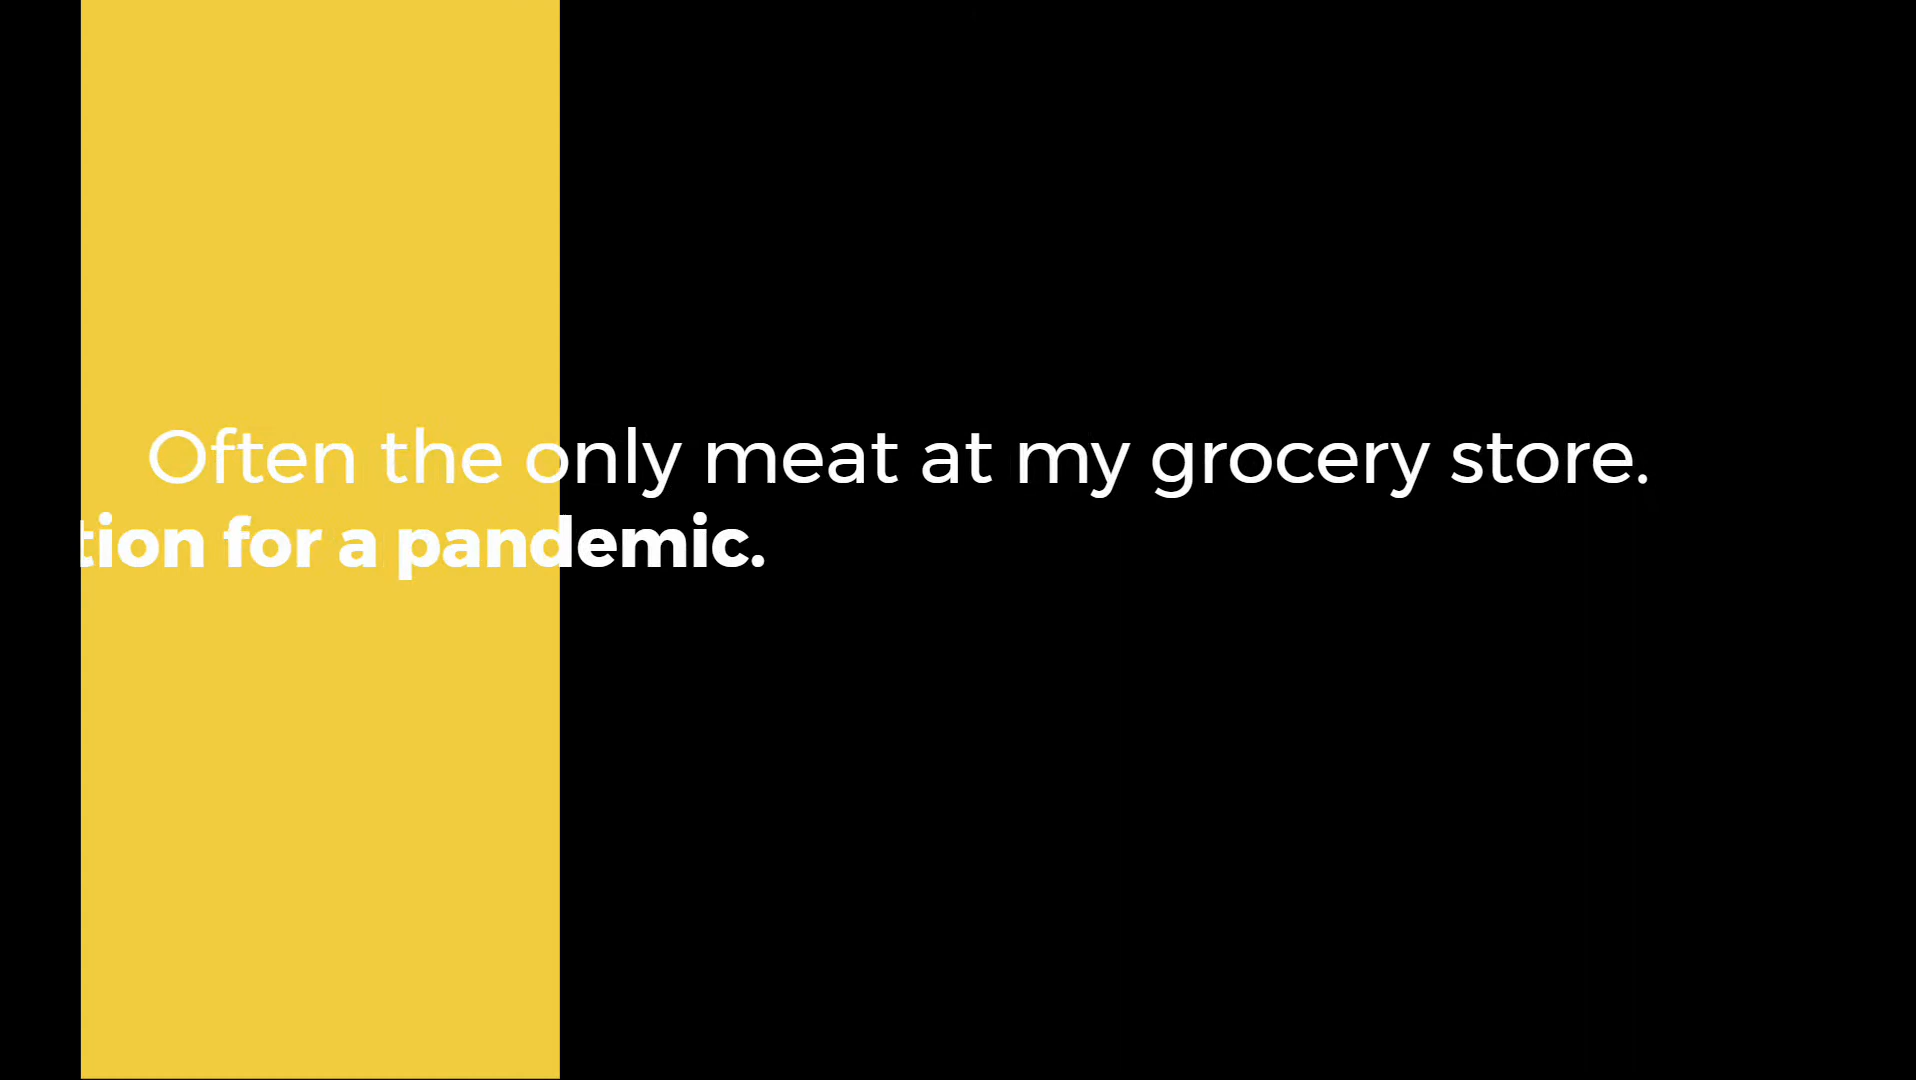 Often the only meat at my grocery store.
tion for a pandemic.